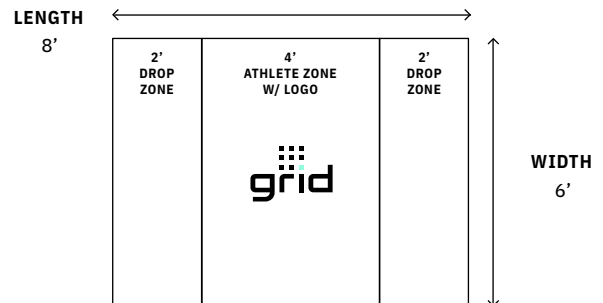 LENGTH
8’
2’
DROP
ZONE
4’
ATHLETE ZONE
W/ LOGO
2’
DROP
ZONE
grid
WIDTH
6’